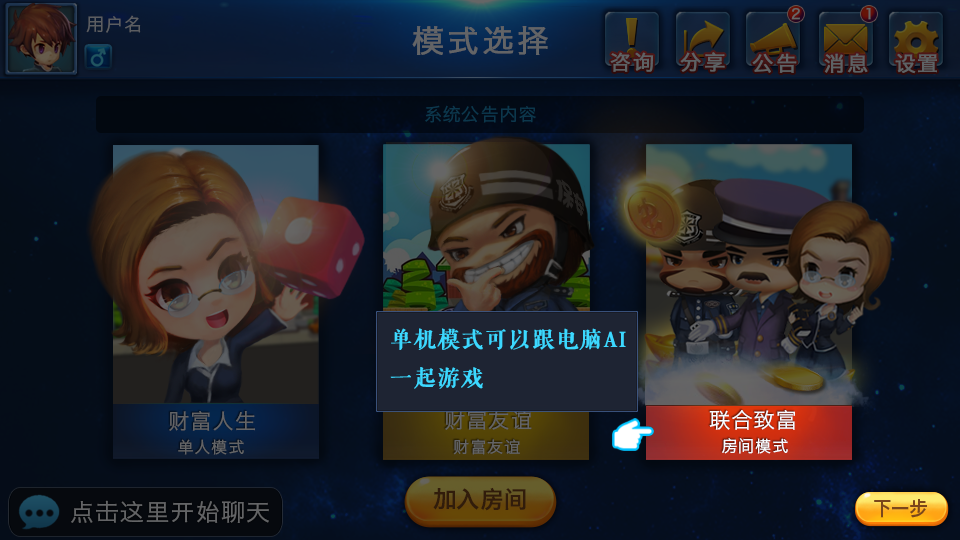 用户名
模式选择
2
1
咨询
分享
公告
消息
设置
系统公告内容
保安
单机模式可以跟电脑AI
一起游戏
财富人生
单人模式
财富友谊
财富友谊
联合致富
房间模式
加入房间
点击这里开始聊天
下一步